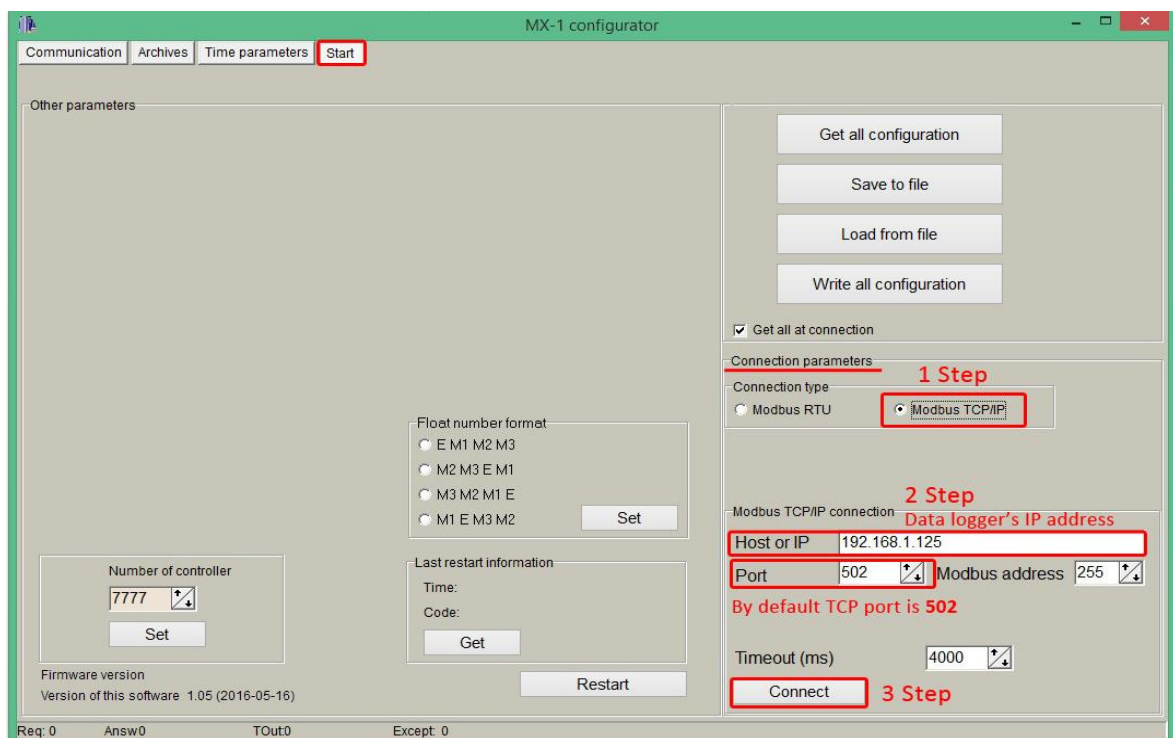 MX-1 configurator
Communication Archives Time parameters Start
Other parameters
Get all configuration
Save to file
Load from file
Write all configuration
Get all at connection
Connection parameters
1 Step
Connection type
Modbus RTU Modbus TCP/IP
Float number format
E M1 M2 M3
M2 M3 E M1
M3 M2 M1 E
M1 E M3 M2
Set
2 Step
Modbus TCP/IP connection
Data logger's IP address
Host or IP 192.168.1.125
Port 502 Modbus address 255
By default TCP port is 502
Number of controller
7777
Set
Last restart information
Time:
Code:
Get
Timeout (ms) 4000
Firmware version
Version of this software 1.05 (2016-05-16)
Restart
Connect 3 Step
Req: 0 Answ0 TOut:0 Except: 0